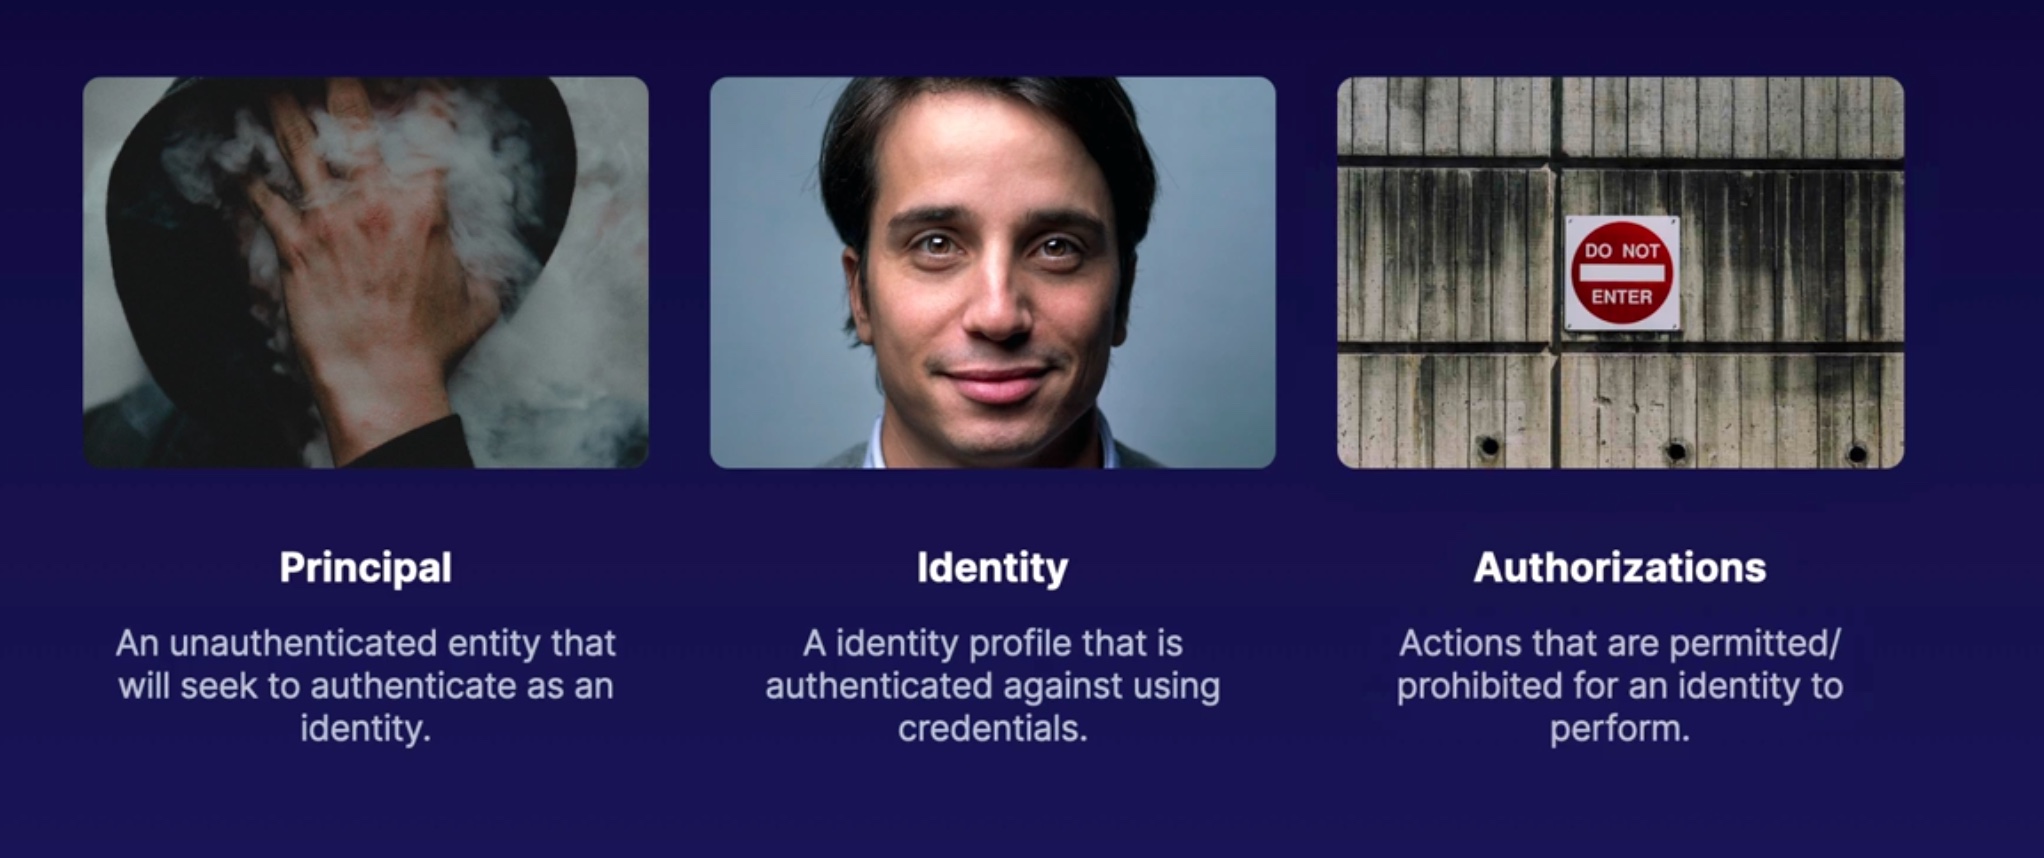 DO NOT
ENTER
Principal
An unauthenticated entity that
will seek to authenticate as an
identity.
Identity
A identity profile that is
authenticated against using
credentials.
Authorizations
Actions that are permitted/
prohibited for an identity to
perform.